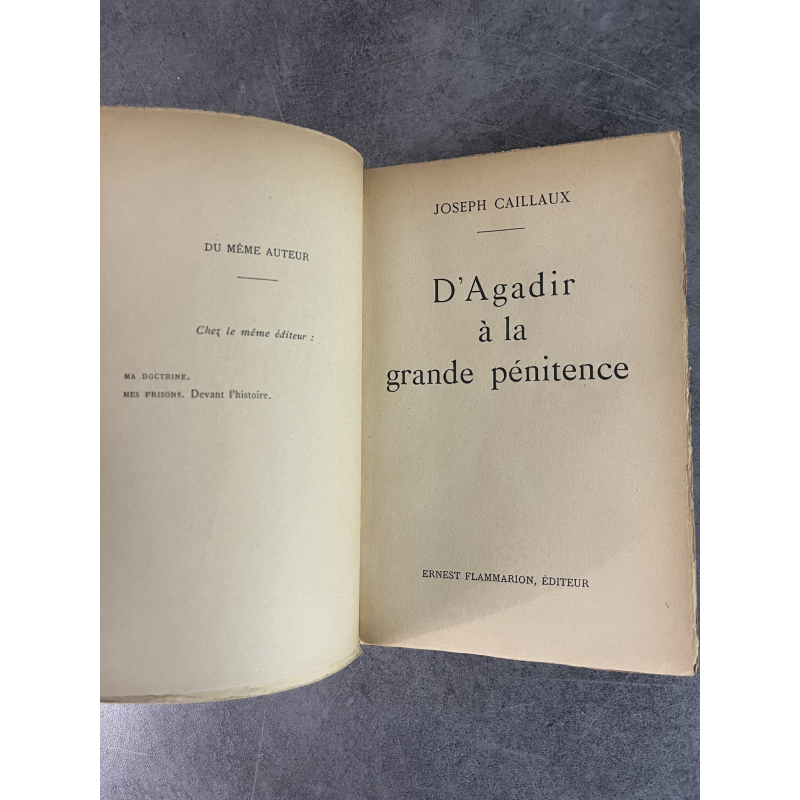 DU MÊME AUTEUR
Chez le même éditeur :
MA DOCTRINE.
MES PRISONS. Devant l'histoire.
JOSEPH CAILLAUX
D'Agadir
à la
grande pénitence
ERNEST FLAMMARION, ÉDITEUR